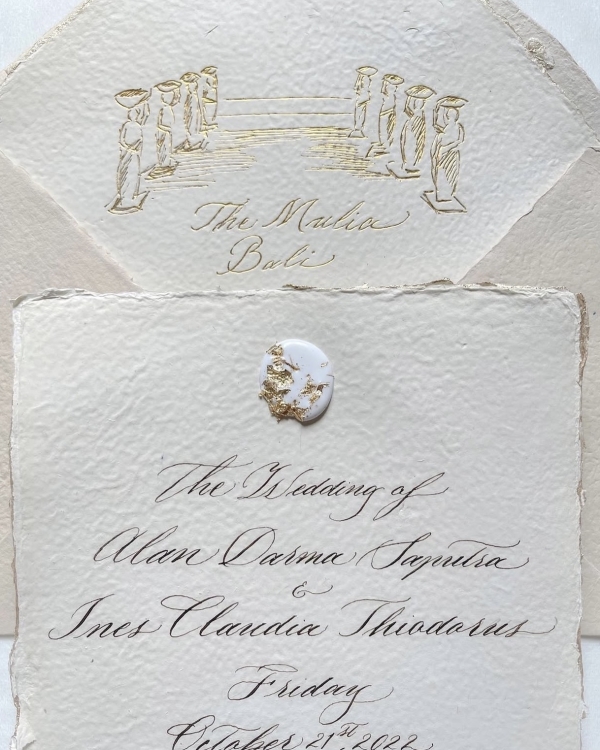 The Mulia
Bali
The Wedding of
Alan Darma Saputra
&
Ines Claudia Thiodorus
Friday
October 21st, 2022